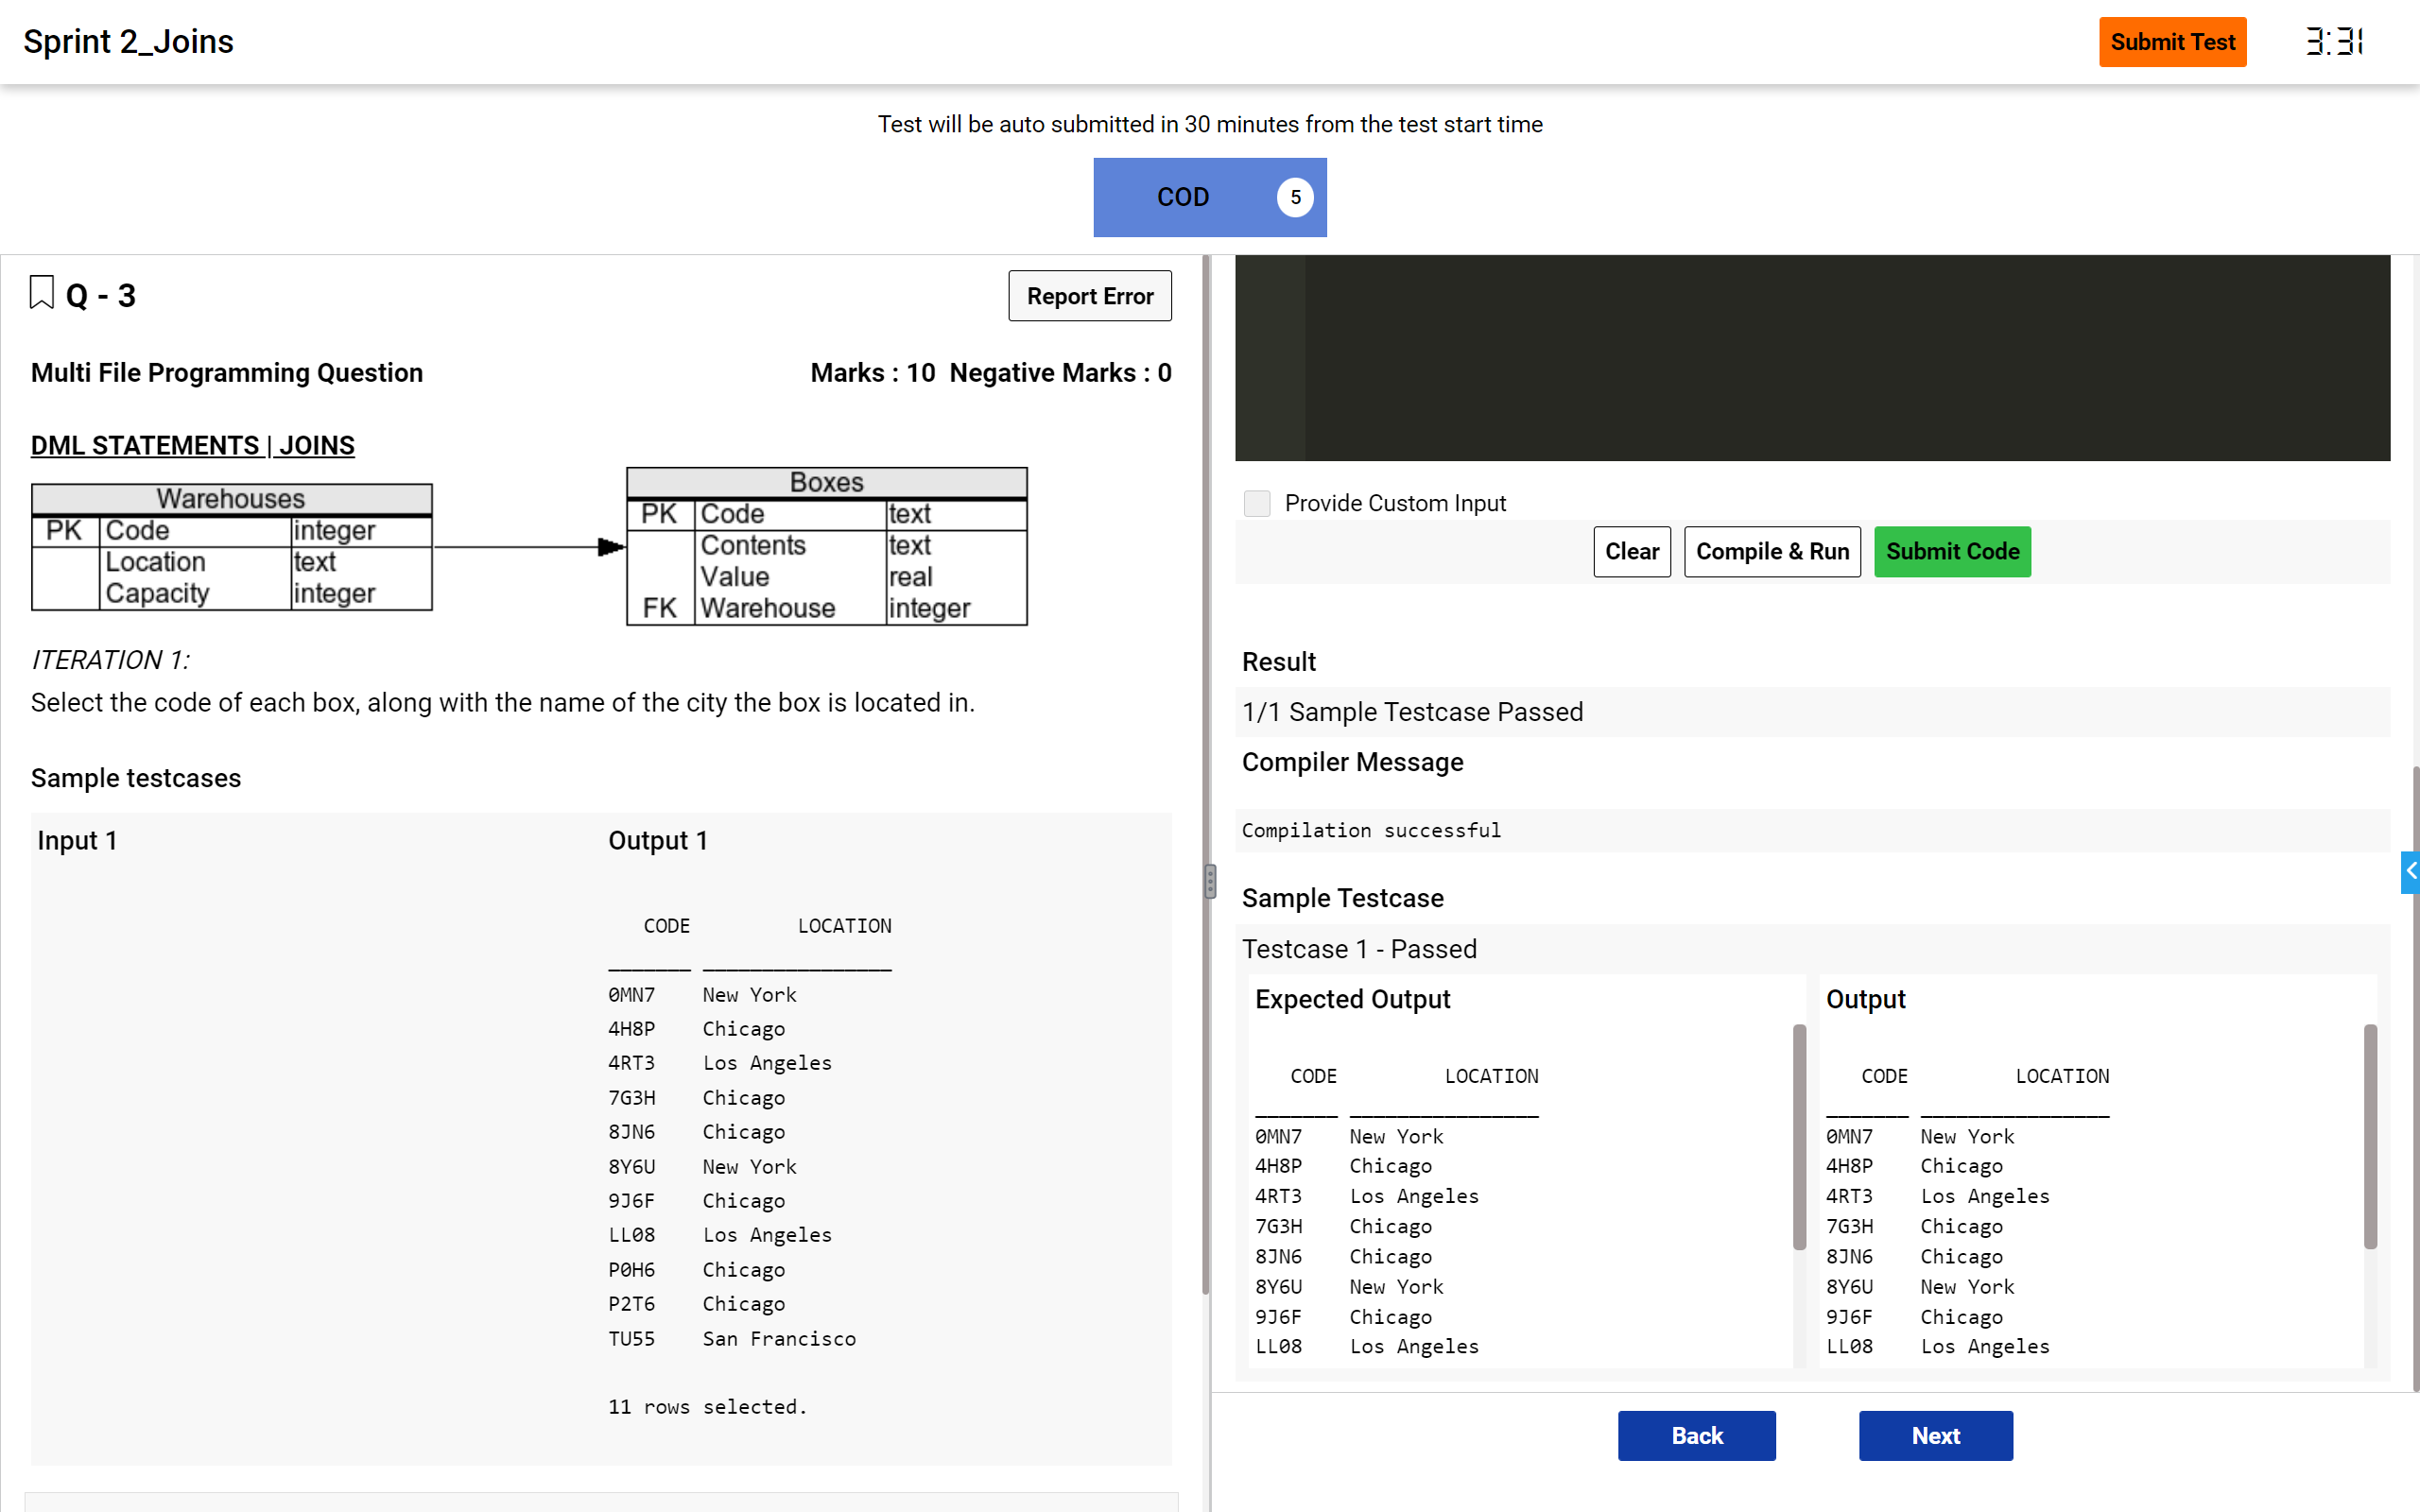 Sprint 2_Joins
Submit Test
3:31
Test will be auto submitted in 30 minutes from the test start time
COD 5
Q - 3
Report Error
Multi File Programming Question
Marks : 10 Negative Marks : 0
DML STATEMENTS | JOINS
Warehouses
PK Code integer
Location text
Capacity integer
Boxes
PK Code text
Contents text
Value real
FK Warehouse integer
ITERATION 1:
Select the code of each box, along with the name of the city the box is located in.
Sample testcases
Input 1 Output 1
CODE LOCATION
_______ ________________
0MN7 New York
4H8P Chicago
4RT3 Los Angeles
7G3H Chicago
8JN6 Chicago
8Y6U New York
9J6F Chicago
LL08 Los Angeles
P0H6 Chicago
P2T6 Chicago
TU55 San Francisco
11 rows selected.
Provide Custom Input
Clear Compile & Run Submit Code
Result
1/1 Sample Testcase Passed
Compiler Message
Compilation successful
Sample Testcase
Testcase 1 - Passed
Expected Output
CODE LOCATION
_______ ________________
0MN7 New York
4H8P Chicago
4RT3 Los Angeles
7G3H Chicago
8JN6 Chicago
8Y6U New York
9J6F Chicago
LL08 Los Angeles
Output
CODE LOCATION
_______ ________________
0MN7 New York
4H8P Chicago
4RT3 Los Angeles
7G3H Chicago
8JN6 Chicago
8Y6U New York
9J6F Chicago
LL08 Los Angeles
Back Next